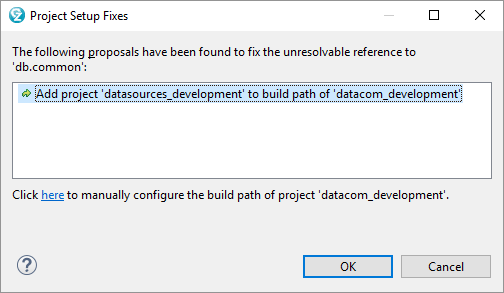 Project Setup Fixes
The following proposals have been found to fix the unresolvable reference to
'db.common':
Add project 'datasources_development' to build path of 'datacom_development'
Click here to manually configure the build path of project 'datacom_development'.
?
OK
Cancel